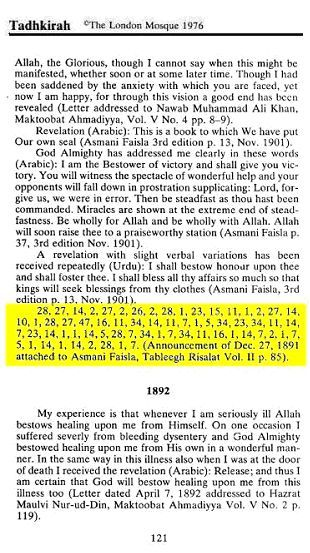 Tadhkirah ©The London Mosque 1976
Allah, the Glorious, though I cannot say when this might be
manifested, whether soon or at some later time. Though I had
been saddened by the anxiety with which you are faced, yet
now I am happy, for through this vision a good end has been
revealed (Letter addressed to Nawab Muhammad Ali Khan,
Maktoobat Ahmadiyya, Vol. V No. 4 pp. 8–9).
Revelation (Arabic): This is a book to which We have put
Our own seal (Asmani Faisla 3rd edition p. 13, Nov. 1901).
God Almighty has addressed me clearly in these words
(Arabic): I am the Bestower of victory and shall give you vic-
tory. You will witness the spectacle of wonderful help and your
opponents will fall down in prostration supplicating: Lord, for-
give us, we were in error. Then be steadfast as thou hast been
commanded. Miracles are shown at the extreme end of stead-
fastness. Be wholly for Allah and be wholly with Allah. Allah
will soon raise thee to a praiseworthy station (Asmani Faisla p.
37, 3rd edition Nov. 1901).
A revelation with slight verbal variations has been
received repeatedly (Urdu): I shall bestow honour upon thee
and shall foster thee. I shall bless all thy affairs so much so that
kings will seek blessings from thy clothes (Asmani Faisla, 3rd
edition p. 13, Nov. 1901).
28, 27, 14, 2, 27, 2, 26, 2, 28, 1, 23, 15, 11, 1, 2, 27, 14,
10, 1, 28, 27, 47, 16, 11, 34, 14, 11, 7, 1, 5, 34, 23, 34, 11, 14,
7, 23, 14, 1, 1, 14, 5, 28, 7, 34, 1, 7, 34, 11, 16, 1, 14, 7, 2, 1, 7,
5, 1, 14, 1, 14, 2, 28, 1, 7. (Announcement of Dec. 27, 1891
attached to Asmani Faisla, Tableegh Risalat Vol. II p. 85).
1892
My experience is that whenever I am seriously ill Allah
bestows healing upon me from Himself. On one occasion I
suffered severly from bleeding dysentery and God Almighty
bestowed healing upon me from His own in a wonderful man-
ner. In the same way in this illness also when I was at the door
of death I received the revelation (Arabic): Release; and thus I
am certain that God will bestow healing upon me from this
illness too (Letter dated April 7, 1892 addressed to Hazrat
Maulvi Nur-ud-Din, Maktoobat Ahmadiyya Vol. V No. 2 p.
119).
121